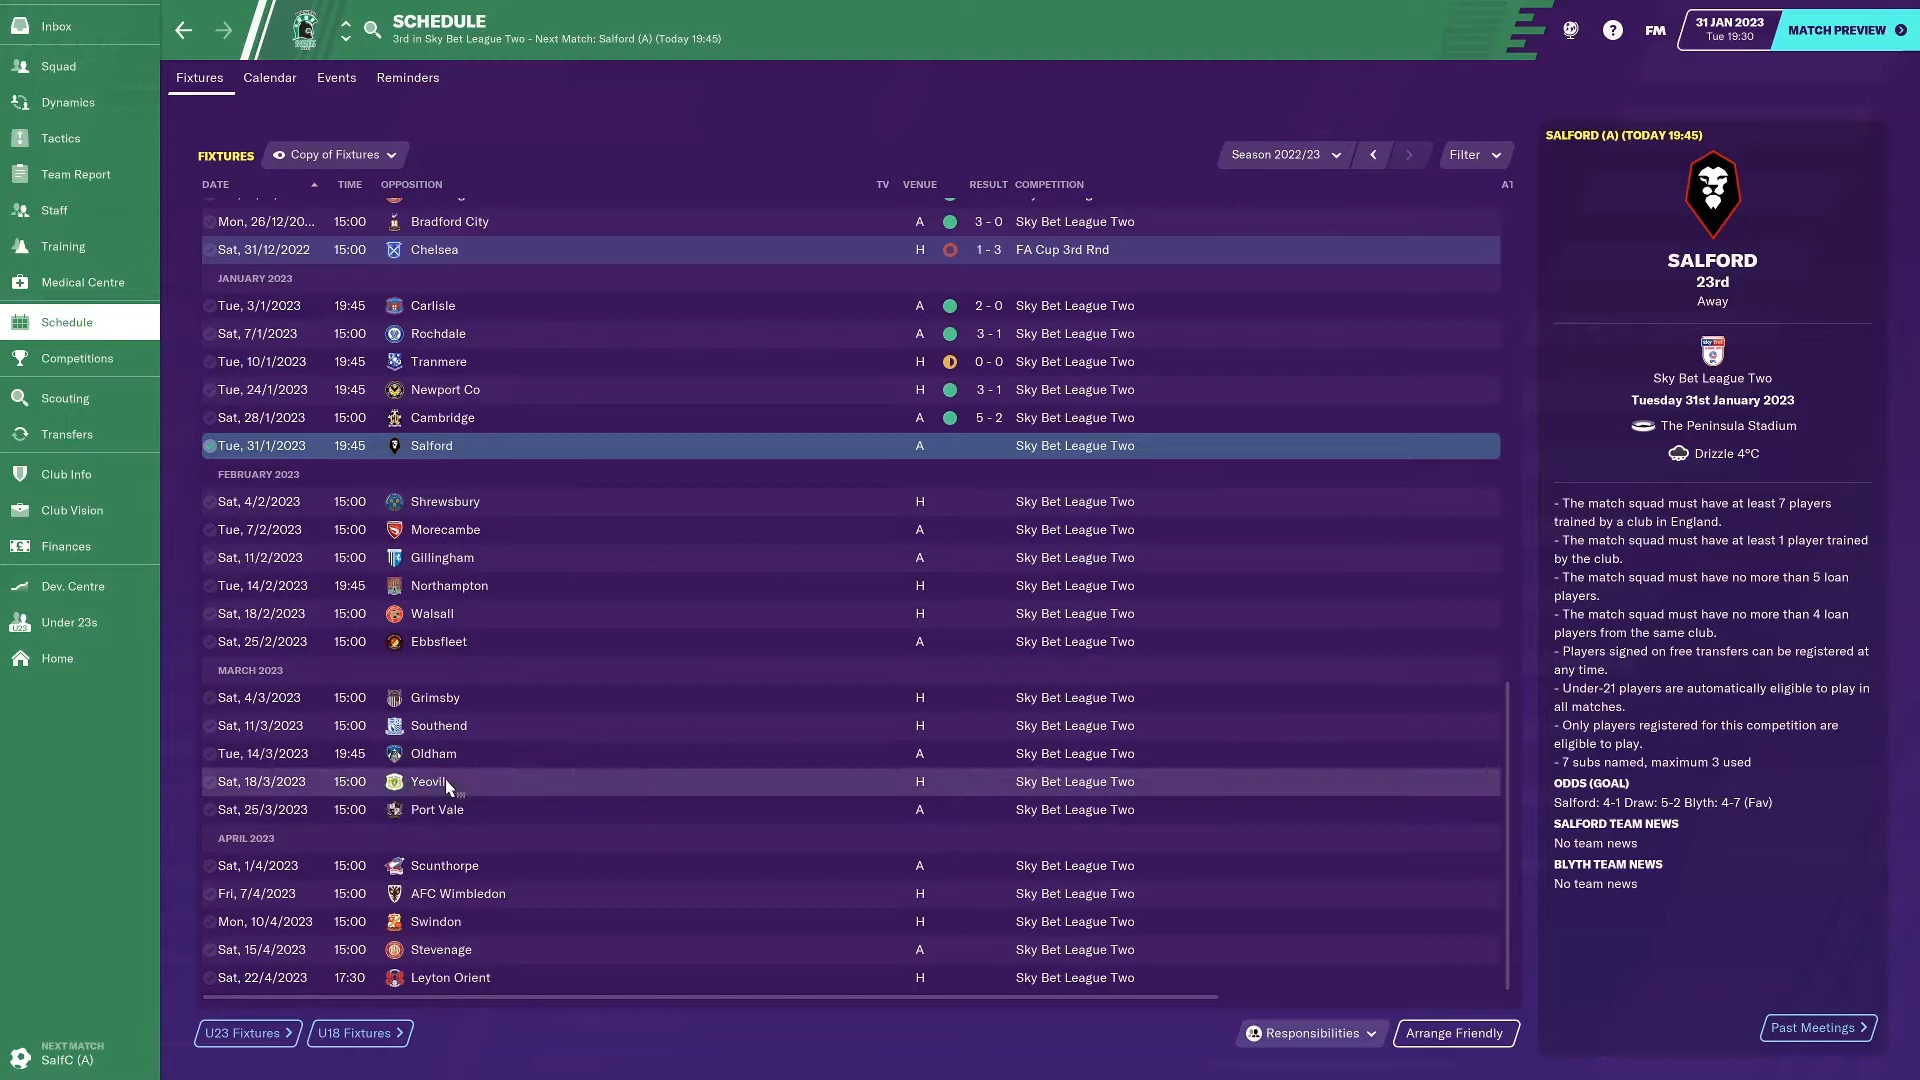 Inbox
Squad
Dynamics
Tactics
Team Report
Staff
Training
Medical Centre
Schedule
Competitions
Scouting
Transfers
Club Info
Club Vision
Finances
Dev. Centre
U23
Under 23s
Home
NEXT MATCH
SalfC (A)
SCHEDULE
3rd in Sky Bet League Two - Next Match: Salford (A) (Today 19:45)
?
FM
31 JAN 2023
Tue 19:30
MATCH PREVIEW
Fixtures Calendar Events Reminders
FIXTURES Copy of Fixtures Season 2022/23 Filter
DATE TIME OPPOSITION TV VENUE RESULT COMPETITION AT
Mon, 26/12/20... 15:00 Bradford City A 3 - 0 Sky Bet League Two
Sat, 31/12/2022 15:00 Chelsea H 1 - 3 FA Cup 3rd Rnd
JANUARY 2023
Tue, 3/1/2023 19:45 Carlisle A 2 - 0 Sky Bet League Two
Sat, 7/1/2023 15:00 Rochdale A 3 - 1 Sky Bet League Two
Tue, 10/1/2023 19:45 Tranmere H 0 - 0 Sky Bet League Two
Tue, 24/1/2023 19:45 Newport Co H 3 - 1 Sky Bet League Two
Sat, 28/1/2023 15:00 Cambridge A 5 - 2 Sky Bet League Two
Tue, 31/1/2023 19:45 Salford A Sky Bet League Two
FEBRUARY 2023
Sat, 4/2/2023 15:00 Shrewsbury H Sky Bet League Two
Tue, 7/2/2023 15:00 Morecambe A Sky Bet League Two
Sat, 11/2/2023 15:00 Gillingham A Sky Bet League Two
Tue, 14/2/2023 19:45 Northampton H Sky Bet League Two
Sat, 18/2/2023 15:00 Walsall H Sky Bet League Two
Sat, 25/2/2023 15:00 Ebbsfleet A Sky Bet League Two
MARCH 2023
Sat, 4/3/2023 15:00 Grimsby H Sky Bet League Two
Sat, 11/3/2023 15:00 Southend H Sky Bet League Two
Tue, 14/3/2023 19:45 Oldham A Sky Bet League Two
Sat, 18/3/2023 15:00 Yeovil H Sky Bet League Two
Sat, 25/3/2023 15:00 Port Vale A Sky Bet League Two
APRIL 2023
Sat, 1/4/2023 15:00 Scunthorpe A Sky Bet League Two
Fri, 7/4/2023 15:00 AFC Wimbledon H Sky Bet League Two
Mon, 10/4/2023 15:00 Swindon H Sky Bet League Two
Sat, 15/4/2023 15:00 Stevenage A Sky Bet League Two
Sat, 22/4/2023 17:30 Leyton Orient H Sky Bet League Two
U23 Fixtures U18 Fixtures Responsibilities Arrange Friendly
SALFORD (A) (TODAY 19:45)
SALFORD
23rd
Away
sky bet
EFL
Sky Bet League Two
Tuesday 31st January 2023
The Peninsula Stadium
Drizzle 4°C
- The match squad must have at least 7 players
trained by a club in England.
- The match squad must have at least 1 player trained
by the club.
- The match squad must have no more than 5 loan
players.
- The match squad must have no more than 4 loan
players from the same club.
- Players signed on free transfers can be registered at
any time.
- Under-21 players are automatically eligible to play in
all matches.
- Only players registered for this competition are
eligible to play.
- 7 subs named, maximum 3 used
ODDS (GOAL)
Salford: 4-1 Draw: 5-2 Blyth: 4-7 (Fav)
SALFORD TEAM NEWS
No team news
BLYTH TEAM NEWS
No team news
Past Meetings